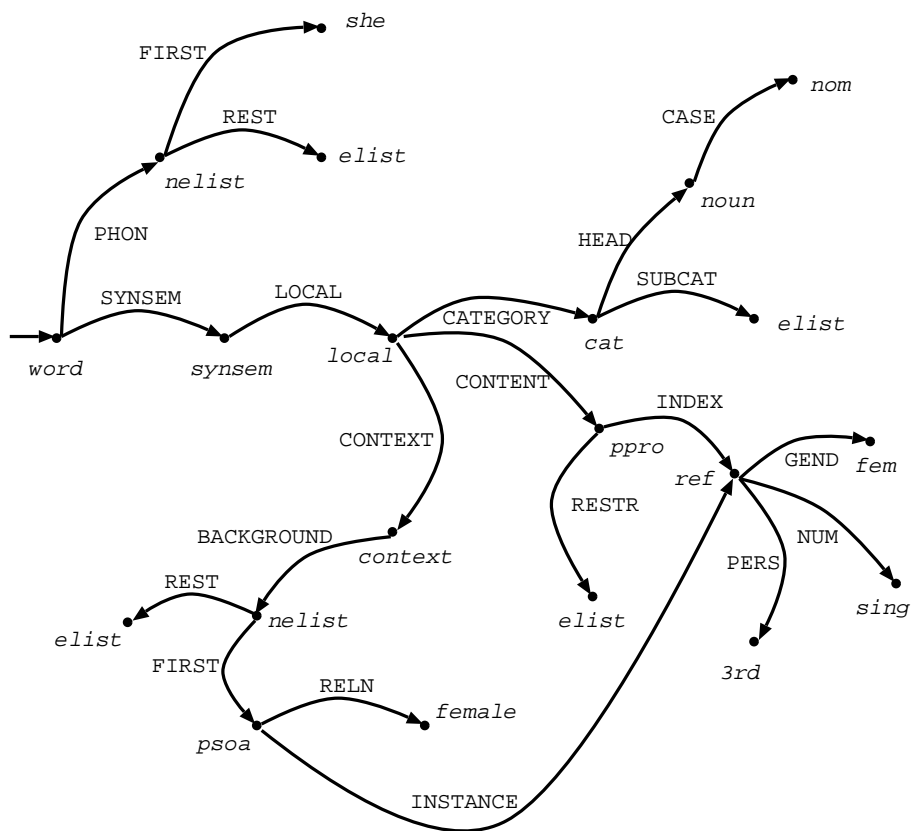 she
FIRST
nom
REST
CASE
elist
nelist
noun
PHON
HEAD
SYNSEM
LOCAL
SUBCAT
CATEGORY
elist
word
synsem
local
cat
CONTENT
INDEX
CONTEXT
ppro
GEND
fem
ref
RESTR
BACKGROUND
NUM
context
PERS
REST
elist
nelist
elist
sing
FIRST
3rd
RELN
female
psoa
INSTANCE